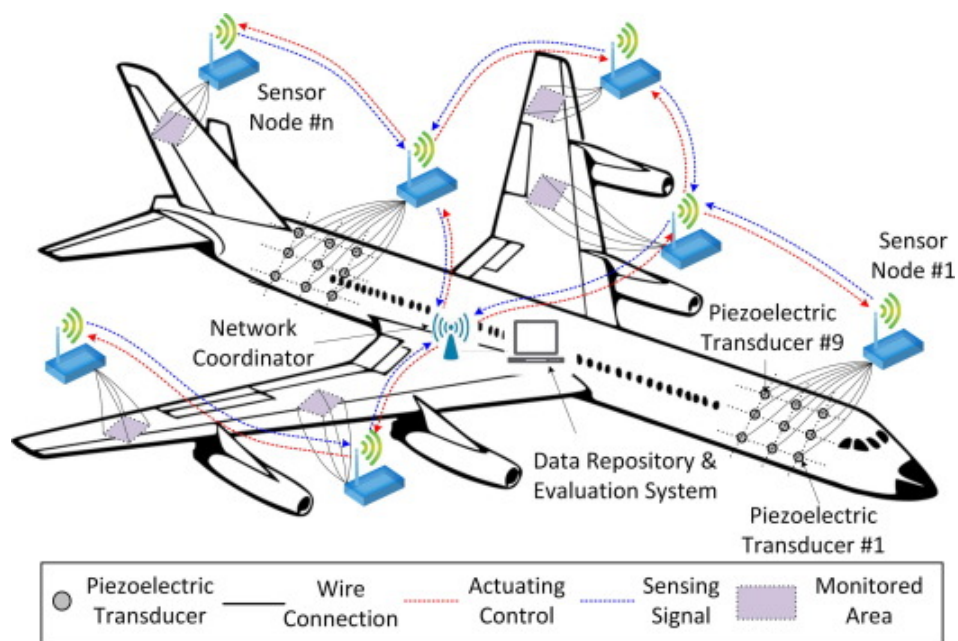 Sensor
Node #n
Sensor
Node #1
Network
Coordinator
Piezoelectric
Transducer #9
Data Repository &
Evaluation System
Piezoelectric
Transducer #1
Piezoelectric
Transducer
Wire
Connection
Actuating
Control
Sensing
Signal
Monitored
Area